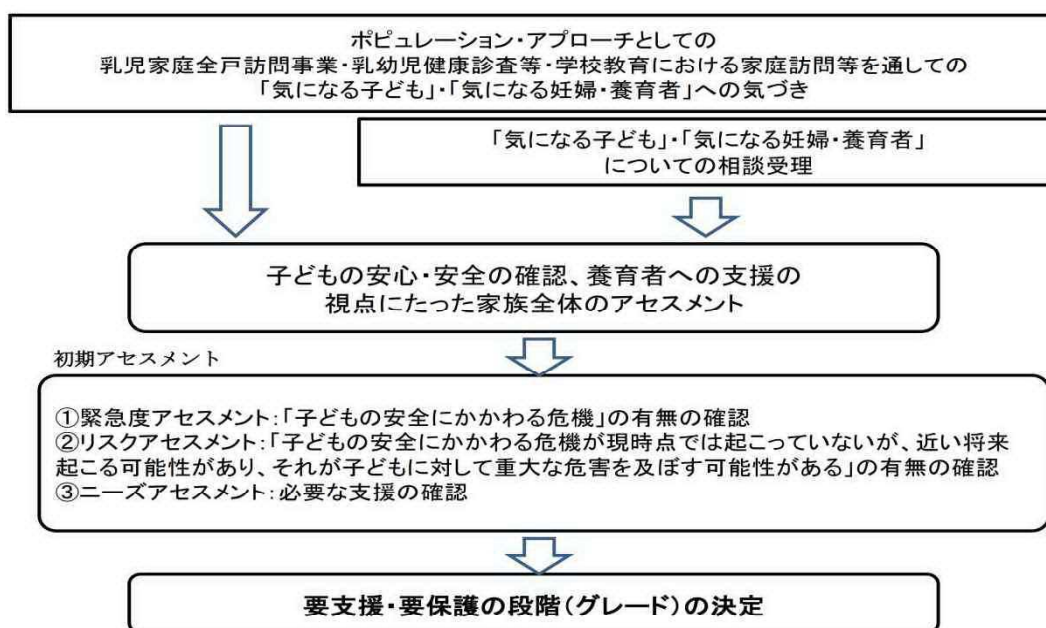 ポピュレーション・アプローチとしての
乳児家庭全戸訪問事業・乳幼児健康診査等・学校教育における家庭訪問等を通しての
「気になる子ども」・「気になる妊婦・養育者」への気づき
「気になる子ども」・「気になる妊婦・養育者」
についての相談受理
子どもの安心・安全の確認、養育者への支援の
視点にたった家族全体のアセスメント
初期アセスメント
①緊急度アセスメント：「子どもの安全にかかわる危機」の有無の確認
②リスクアセスメント：「子どもの安全にかかわる危機が現時点では起こっていないが、近い将来
起こる可能性があり、それが子どもに対して重大な危害を及ぼす可能性がある」の有無の確認
③ニーズアセスメント：必要な支援の確認
要支援・要保護の段階（グレード）の決定